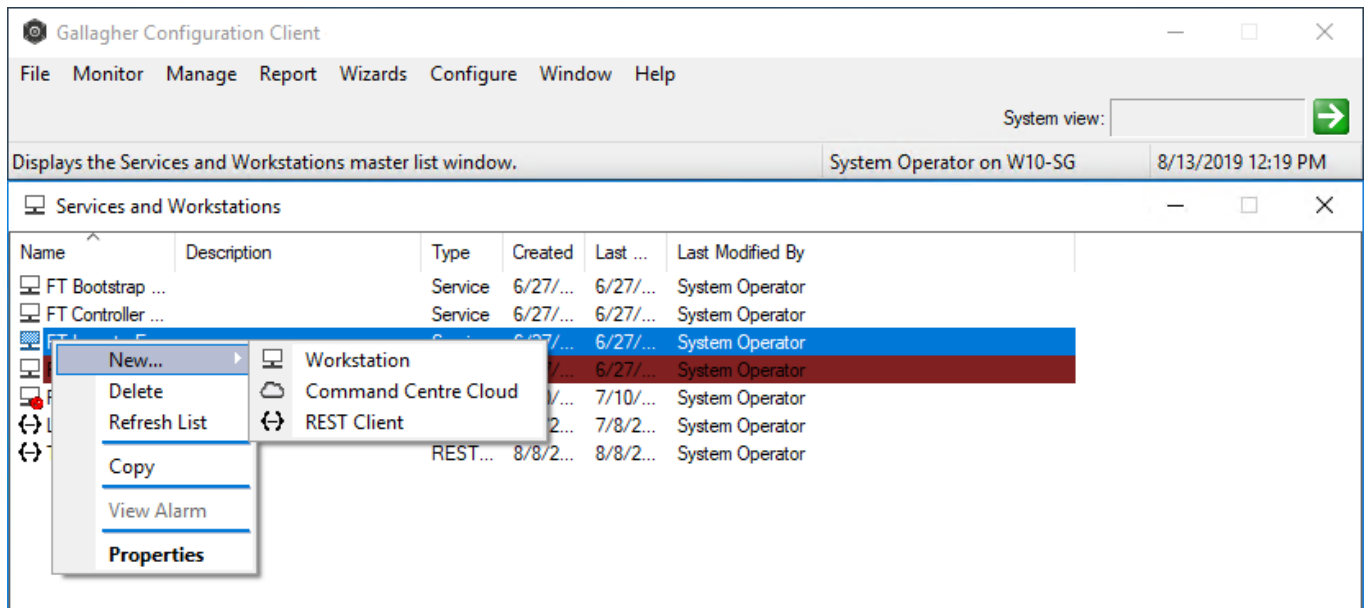 Gallagher Configuration Client
File Monitor Manage Report Wizards Configure Window Help
System view:
Displays the Services and Workstations master list window. System Operator on W10-SG 8/13/2019 12:19 PM
Services and Workstations
Name Description Type Created Last ... Last Modified By
FT Bootstrap ... Service 6/27/... 6/27/... System Operator
FT Controller ... Service 6/27/... 6/27/... System Operator
6/27/... System Operator
6/27/... System Operator
7/10/... System Operator
7/8/2... System Operator
REST... 8/8/2... 8/8/2... System Operator
New...
Delete
Refresh List
Copy
View Alarm
Properties
Workstation
Command Centre Cloud
REST Client